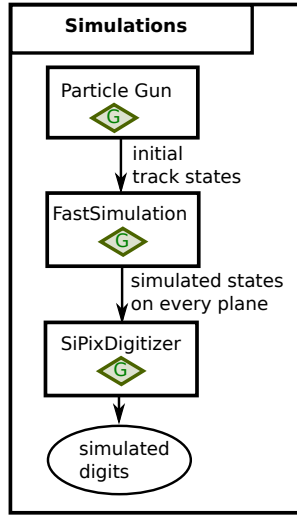 Simulations
Particle Gun
G
initial
track states
FastSimulation
G
simulated states
on every plane
SiPixDigitizer
G
simulated
digits